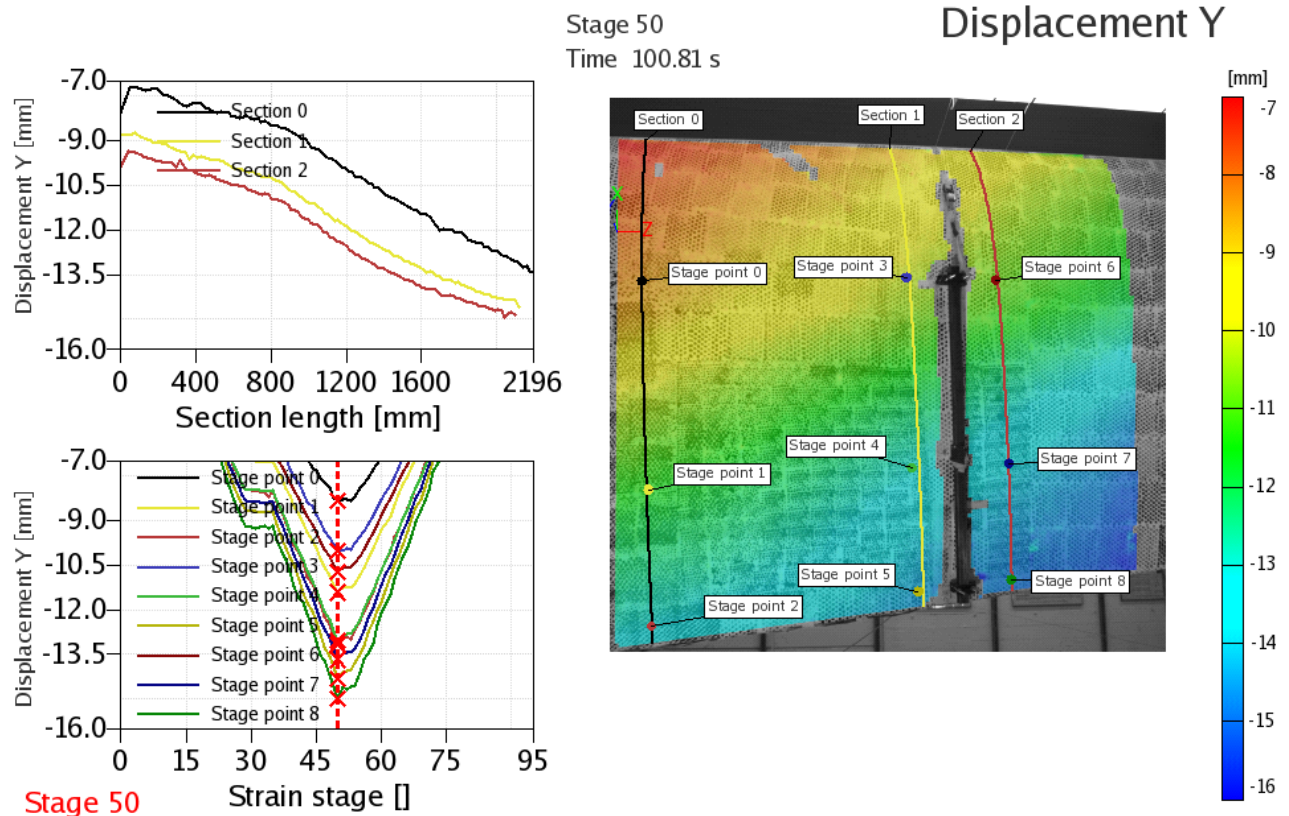 Stage 50
Time 100.81 s
Displacement Y
Displacement Y [mm]
-7.0
-9.0
-10.5
-12.0
-13.5
-16.0
Section 0
Section 1
Section 2
0
400
800
1200
1600
2196
Section length [mm]
Displacement Y [mm]
-7.0
-9.0
-10.5
-12.0
-13.5
-16.0
Stage point 0
Stage point 1
Stage point 2
Stage point 3
Stage point 4
Stage point 5
Stage point 6
Stage point 7
Stage point 8
0
15
30
45
60
75
95
Strain stage []
Stage 50
Section 0
Section 1
Section 2
X
Z
Stage point 0
Stage point 3
Stage point 6
Stage point 1
Stage point 4
Stage point 7
Stage point 2
Stage point 5
Stage point 8
[mm]
-7
-8
-9
-10
-11
-12
-13
-14
-15
-16